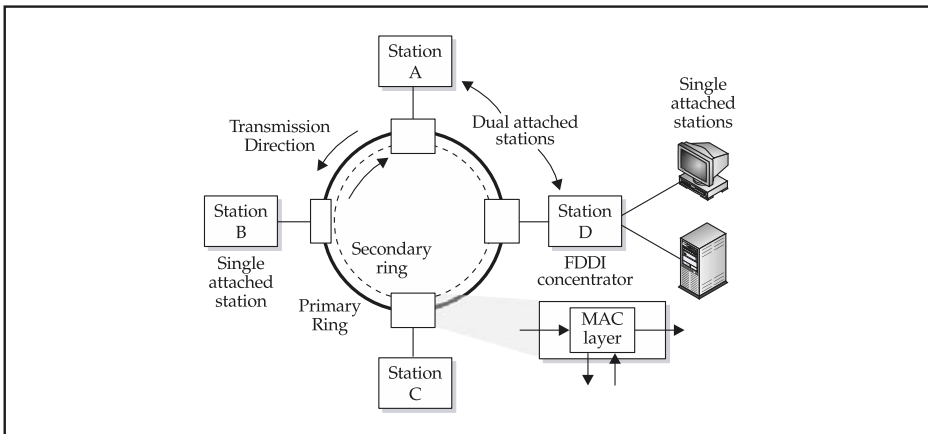 Station
A
Single
attached
stations
Transmission
Direction
Dual attached
stations
Station
B
Single
attached
station
Secondary
ring
Station
D
FDDI
concentrator
Primary
Ring
MAC
layer
Station
C